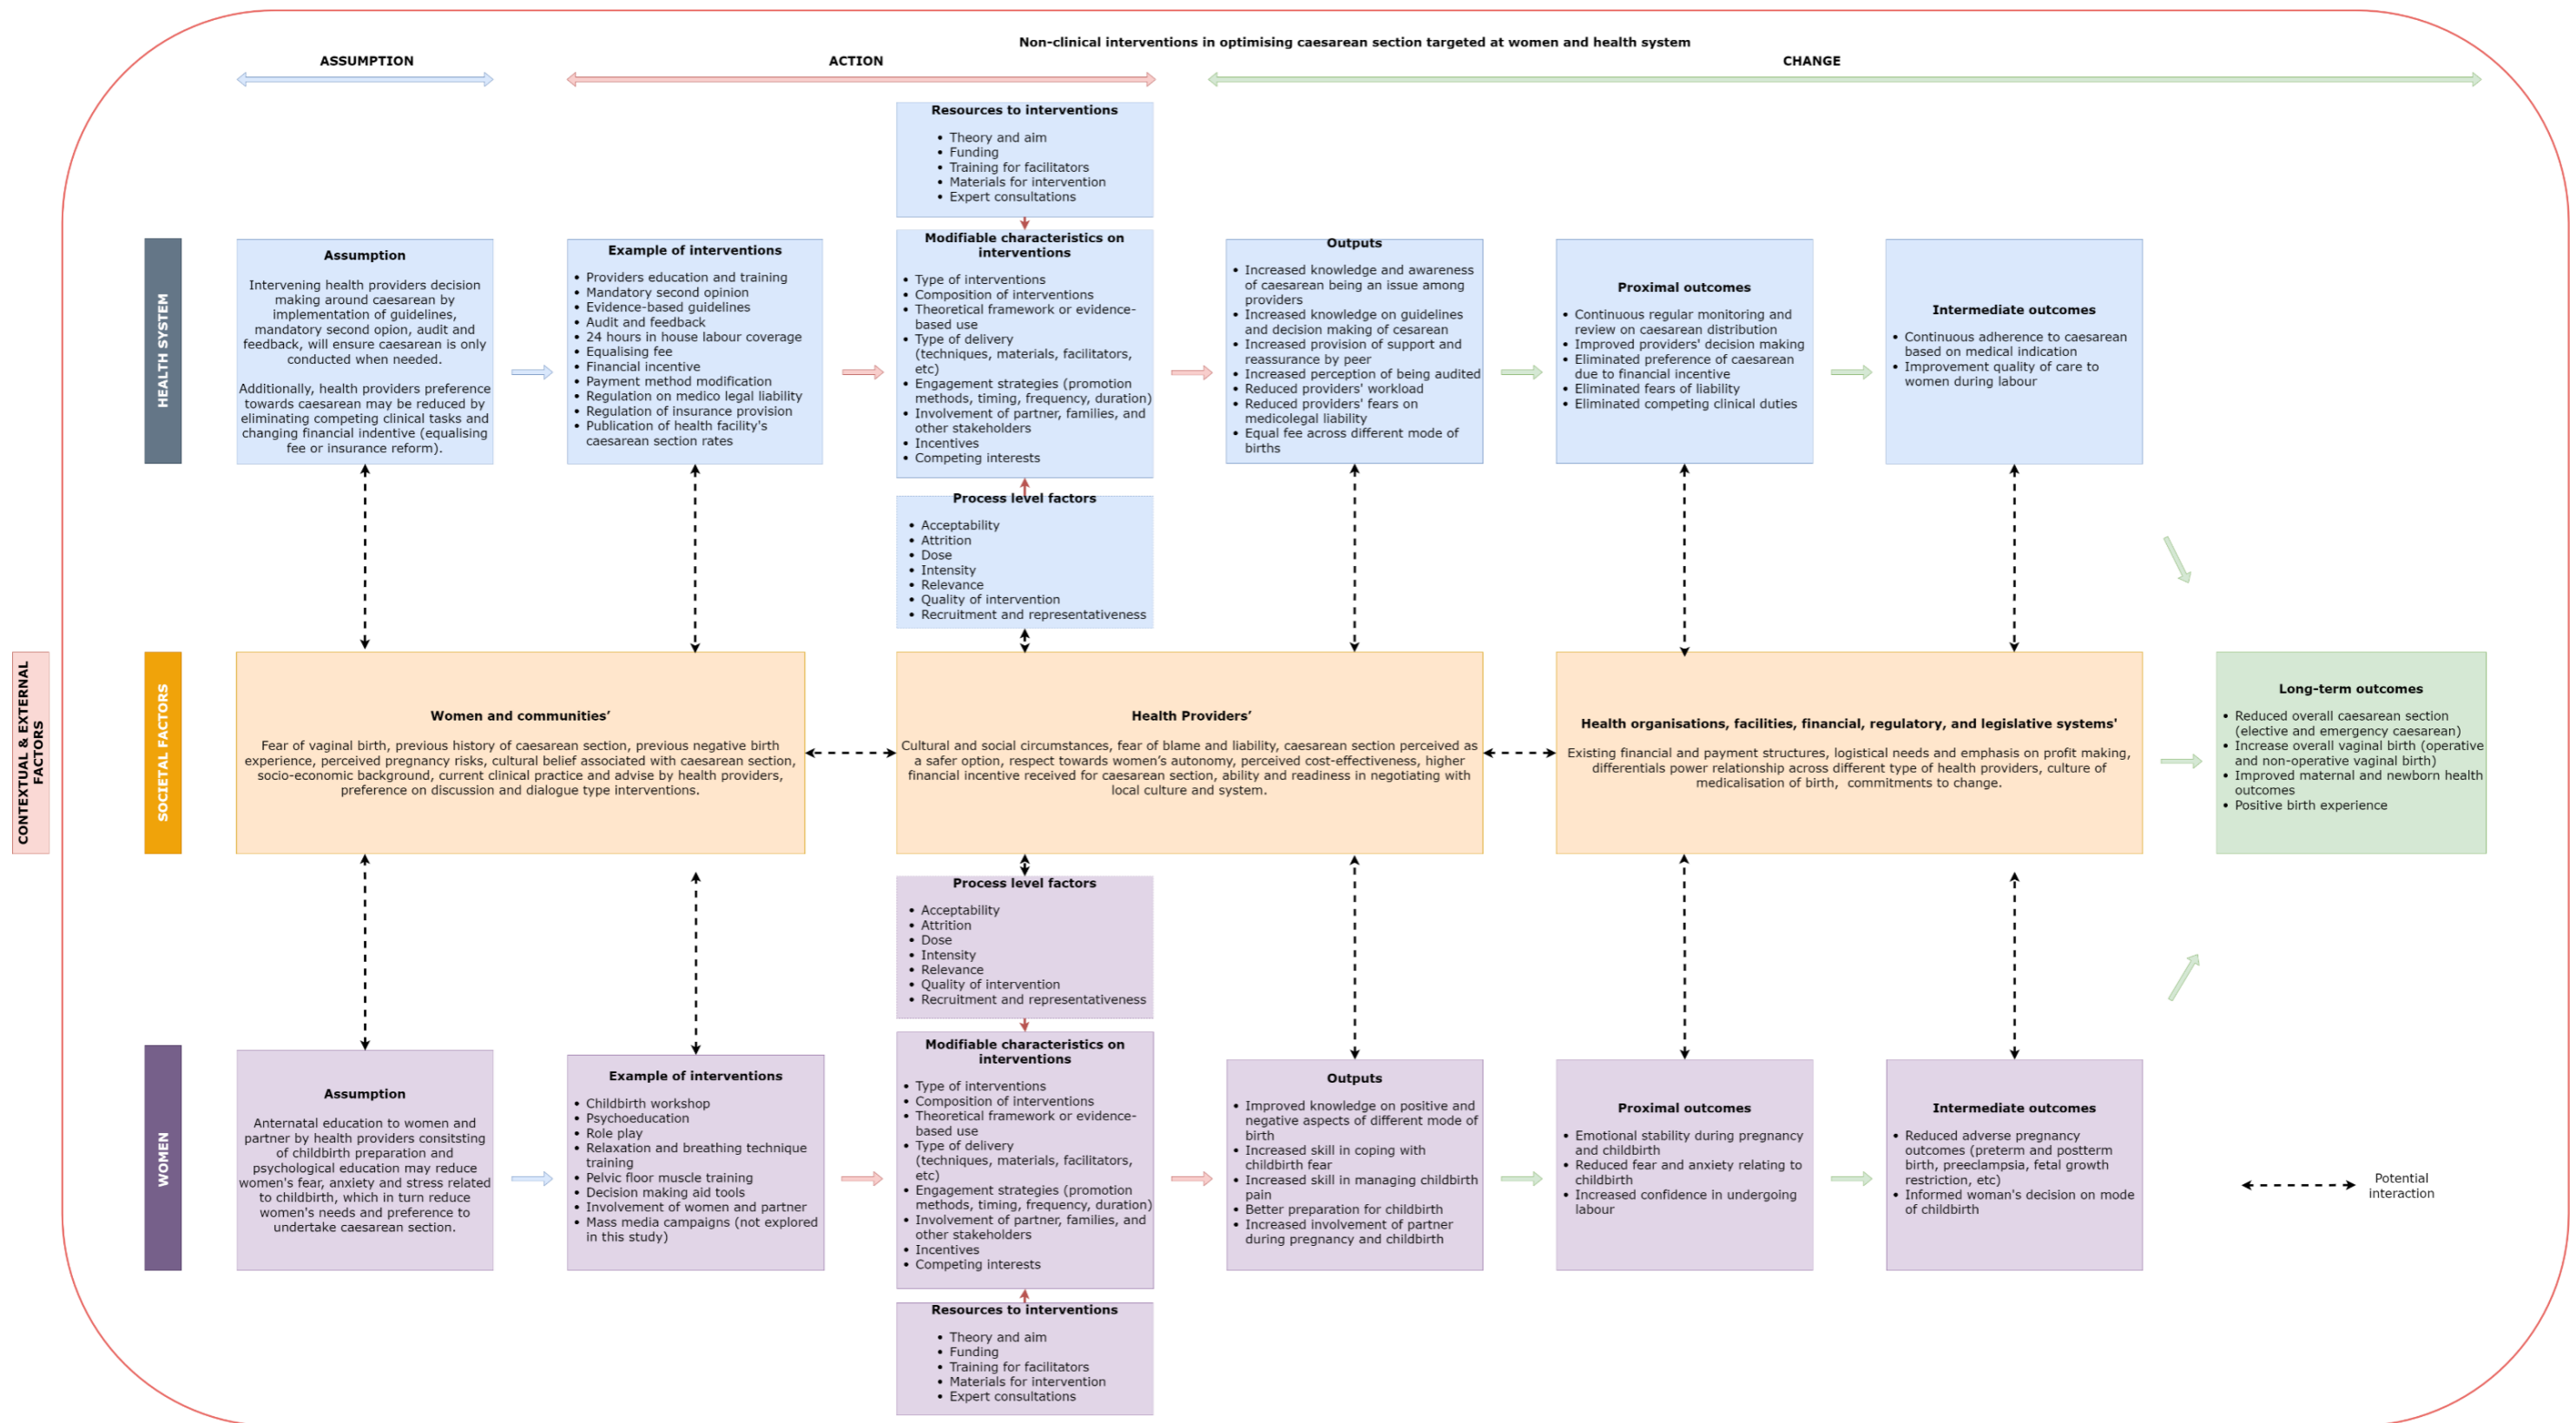 Non-clinical interventions in optimising caesarean section targeted at women and health system
ASSUMPTION
ACTION
CHANGE
CONTEXTUAL & EXTERNAL
FACTORS
HEALTH SYSTEM
Assumption
Intervening health providers decision
making around caesarean by
implementation of guidelines,
mandatory second opion, audit and
feedback, will ensure caesarean is only
conducted when needed.
Additionally, health providers preference
towards caesarean may be reduced by
eliminating competing clinical tasks and
changing financial indentive (equalising
fee or insurance reform).
Example of interventions
• Providers education and training
• Mandatory second opinion
• Evidence-based guidelines
• Audit and feedback
• 24 hours in house labour coverage
• Equalising fee
• Financial incentive
• Payment method modification
• Regulation on medico legal liability
• Regulation of insurance provision
• Publication of health facility's
caesarean section rates
Resources to interventions
• Theory and aim
• Funding
• Training for facilitators
• Materials for intervention
• Expert consultations
Modifiable characteristics on
interventions
• Type of interventions
• Composition of interventions
• Theoretical framework or evidence-
based use
• Type of delivery
(techniques, materials, facilitators,
etc)
• Engagement strategies (promotion
methods, timing, frequency, duration)
• Involvement of partner, families, and
other stakeholders
• Incentives
• Competing interests
Process level factors
• Acceptability
• Attrition
• Dose
• Intensity
• Relevance
• Quality of intervention
• Recruitment and representativeness
Outputs
• Increased knowledge and awareness
of caesarean being an issue among
providers
• Increased knowledge on guidelines
and decision making of cesarean
• Increased provision of support and
reassurance by peer
• Increased perception of being audited
• Reduced providers' workload
• Reduced providers' fears on
medicolegal liability
• Equal fee across different mode of
births
Proximal outcomes
• Continuous regular monitoring and
review on caesarean distribution
• Improved providers' decision making
• Eliminated preference of caesarean
due to financial incentive
• Eliminated fears of liability
• Eliminated competing clinical duties
Intermediate outcomes
• Continuous adherence to caesarean
based on medical indication
• Improvement quality of care to
women during labour
SOCIETAL FACTORS
Women and communities’
Fear of vaginal birth, previous history of caesarean section, previous negative birth
experience, perceived pregnancy risks, cultural belief associated with caesarean section,
socio-economic background, current clinical practice and advise by health providers,
preference on discussion and dialogue type interventions.
Health Providers’
Cultural and social circumstances, fear of blame and liability, caesarean section perceived as
a safer option, respect towards women’s autonomy, perceived cost-effectiveness, higher
financial incentive received for caesarean section, ability and readiness in negotiating with
local culture and system.
Health organisations, facilities, financial, regulatory, and legislative systems'
Existing financial and payment structures, logistical needs and emphasis on profit making,
differentials power relationship across different type of health providers, culture of
medicalisation of birth, commitments to change.
Long-term outcomes
• Reduced overall caesarean section
(elective and emergency caesarean)
• Increase overall vaginal birth (operative
and non-operative vaginal birth)
• Improved maternal and newborn health
outcomes
• Positive birth experience
WOMEN
Assumption
Anternatal education to women and
partner by health providers consitsting
of childbirth preparation and
psychological education may reduce
women's fear, anxiety and stress related
to childbirth, which in turn reduce
women's needs and preference to
undertake caesarean section.
Example of interventions
• Childbirth workshop
• Psychoeducation
• Role play
• Relaxation and breathing technique
training
• Pelvic floor muscle training
• Decision making aid tools
• Involvement of women and partner
• Mass media campaigns (not explored
in this study)
Process level factors
• Acceptability
• Attrition
• Dose
• Intensity
• Relevance
• Quality of intervention
• Recruitment and representativeness
Modifiable characteristics on
interventions
• Type of interventions
• Composition of interventions
• Theoretical framework or evidence-
based use
• Type of delivery
(techniques, materials, facilitators,
etc)
• Engagement strategies (promotion
methods, timing, frequency, duration)
• Involvement of partner, families, and
other stakeholders
• Incentives
• Competing interests
Resources to interventions
• Theory and aim
• Funding
• Training for facilitators
• Materials for intervention
• Expert consultations
Outputs
• Improved knowledge on positive and
negative aspects of different mode of
birth
• Increased skill in coping with
childbirth fear
• Increased skill in managing childbirth
pain
• Better preparation for childbirth
• Increased involvement of partner
during pregnancy and childbirth
Proximal outcomes
• Emotional stability during pregnancy
and childbirth
• Reduced fear and anxiety relating to
childbirth
• Increased confidence in undergoing
labour
Intermediate outcomes
• Reduced adverse pregnancy
outcomes (preterm and postterm
birth, preeclampsia, fetal growth
restriction, etc)
• Informed woman's decision on mode
of childbirth
Potential
interaction